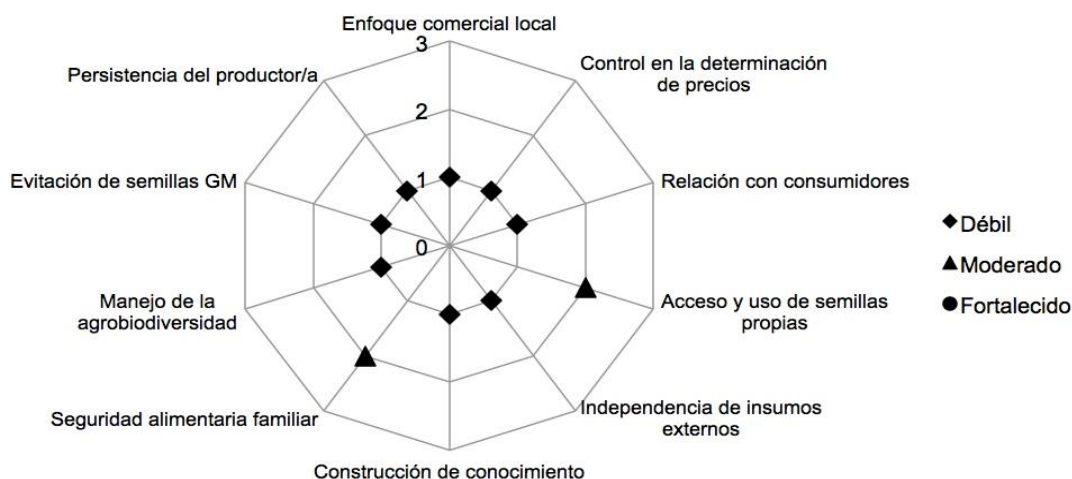 Enfoque comercial local
3
Control en la determinación
de precios
Persistencia del productor/a
2
Evitación de semillas GM
1
Relación con consumidores
Débil
0
Moderado
Manejo de la
agrobiodiversidad
Acceso y uso de semillas
propias
Fortalecido
Seguridad alimentaria familiar
Independencia de insumos
externos
Construcción de conocimiento